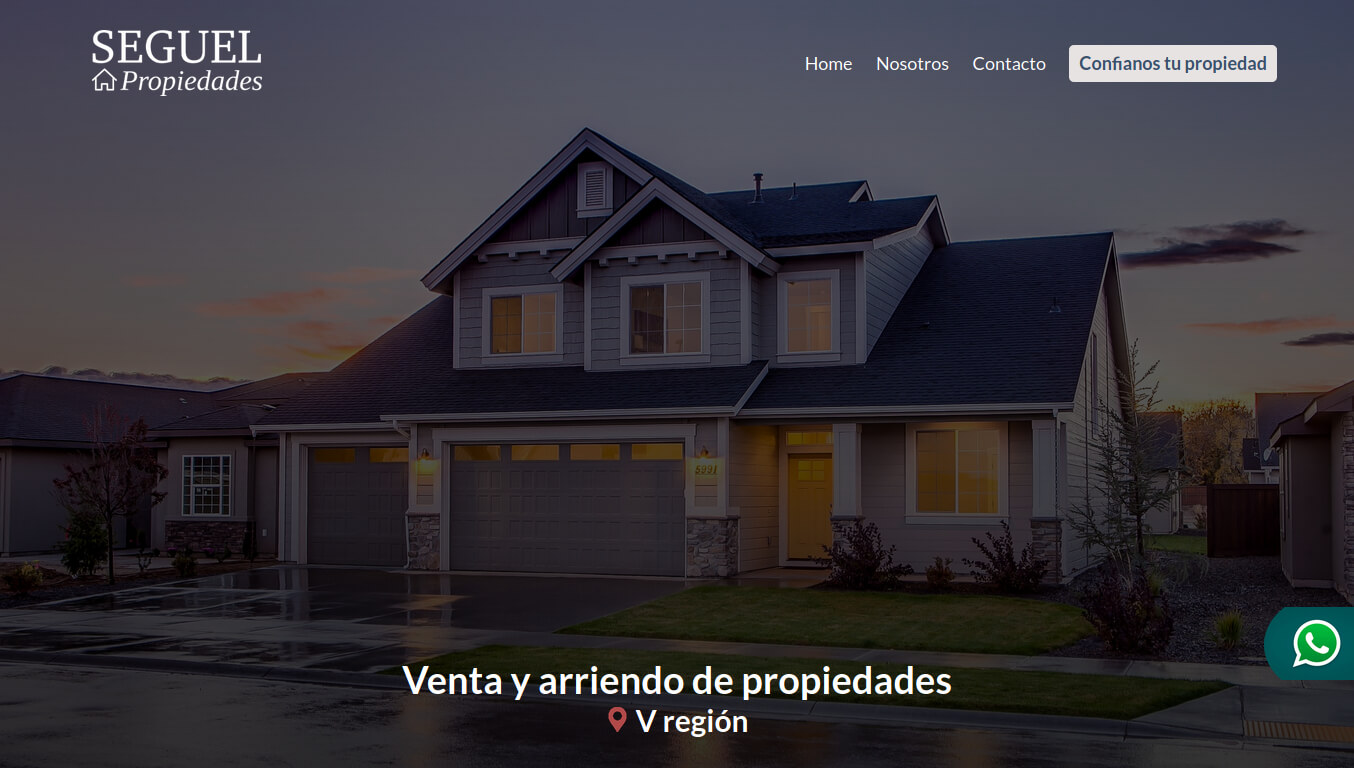 SEGUEL
Propiedades
Home Nosotros Contacto Confianos tu propiedad
5991
Venta y arriendo de propiedades
V región